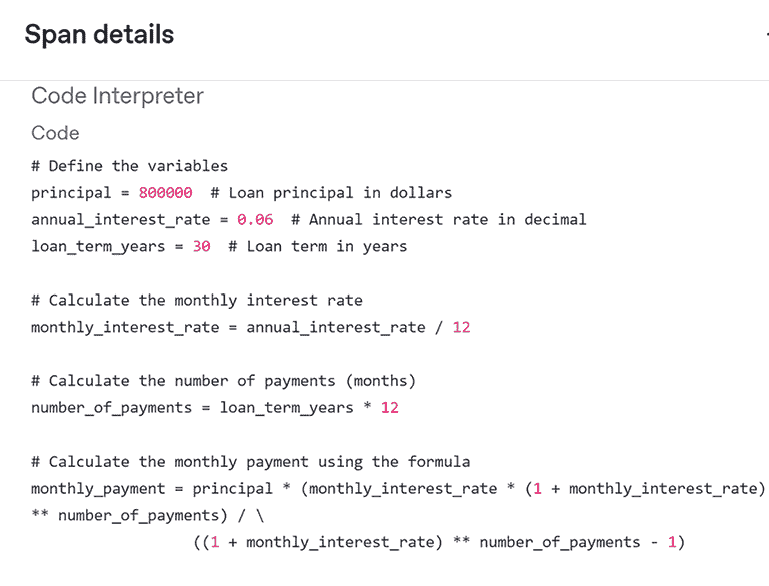 Span details
Code Interpreter
Code
# Define the variables
principal = 800000  # Loan principal in dollars
annual_interest_rate = 0.06  # Annual interest rate in decimal
loan_term_years = 30  # Loan term in years
# Calculate the monthly interest rate
monthly_interest_rate = annual_interest_rate / 12
# Calculate the number of payments (months)
number_of_payments = loan_term_years * 12
# Calculate the monthly payment using the formula
monthly_payment = principal * (monthly_interest_rate * (1 + monthly_interest_rate)
** number_of_payments) / \
((1 + monthly_interest_rate) ** number_of_payments - 1)